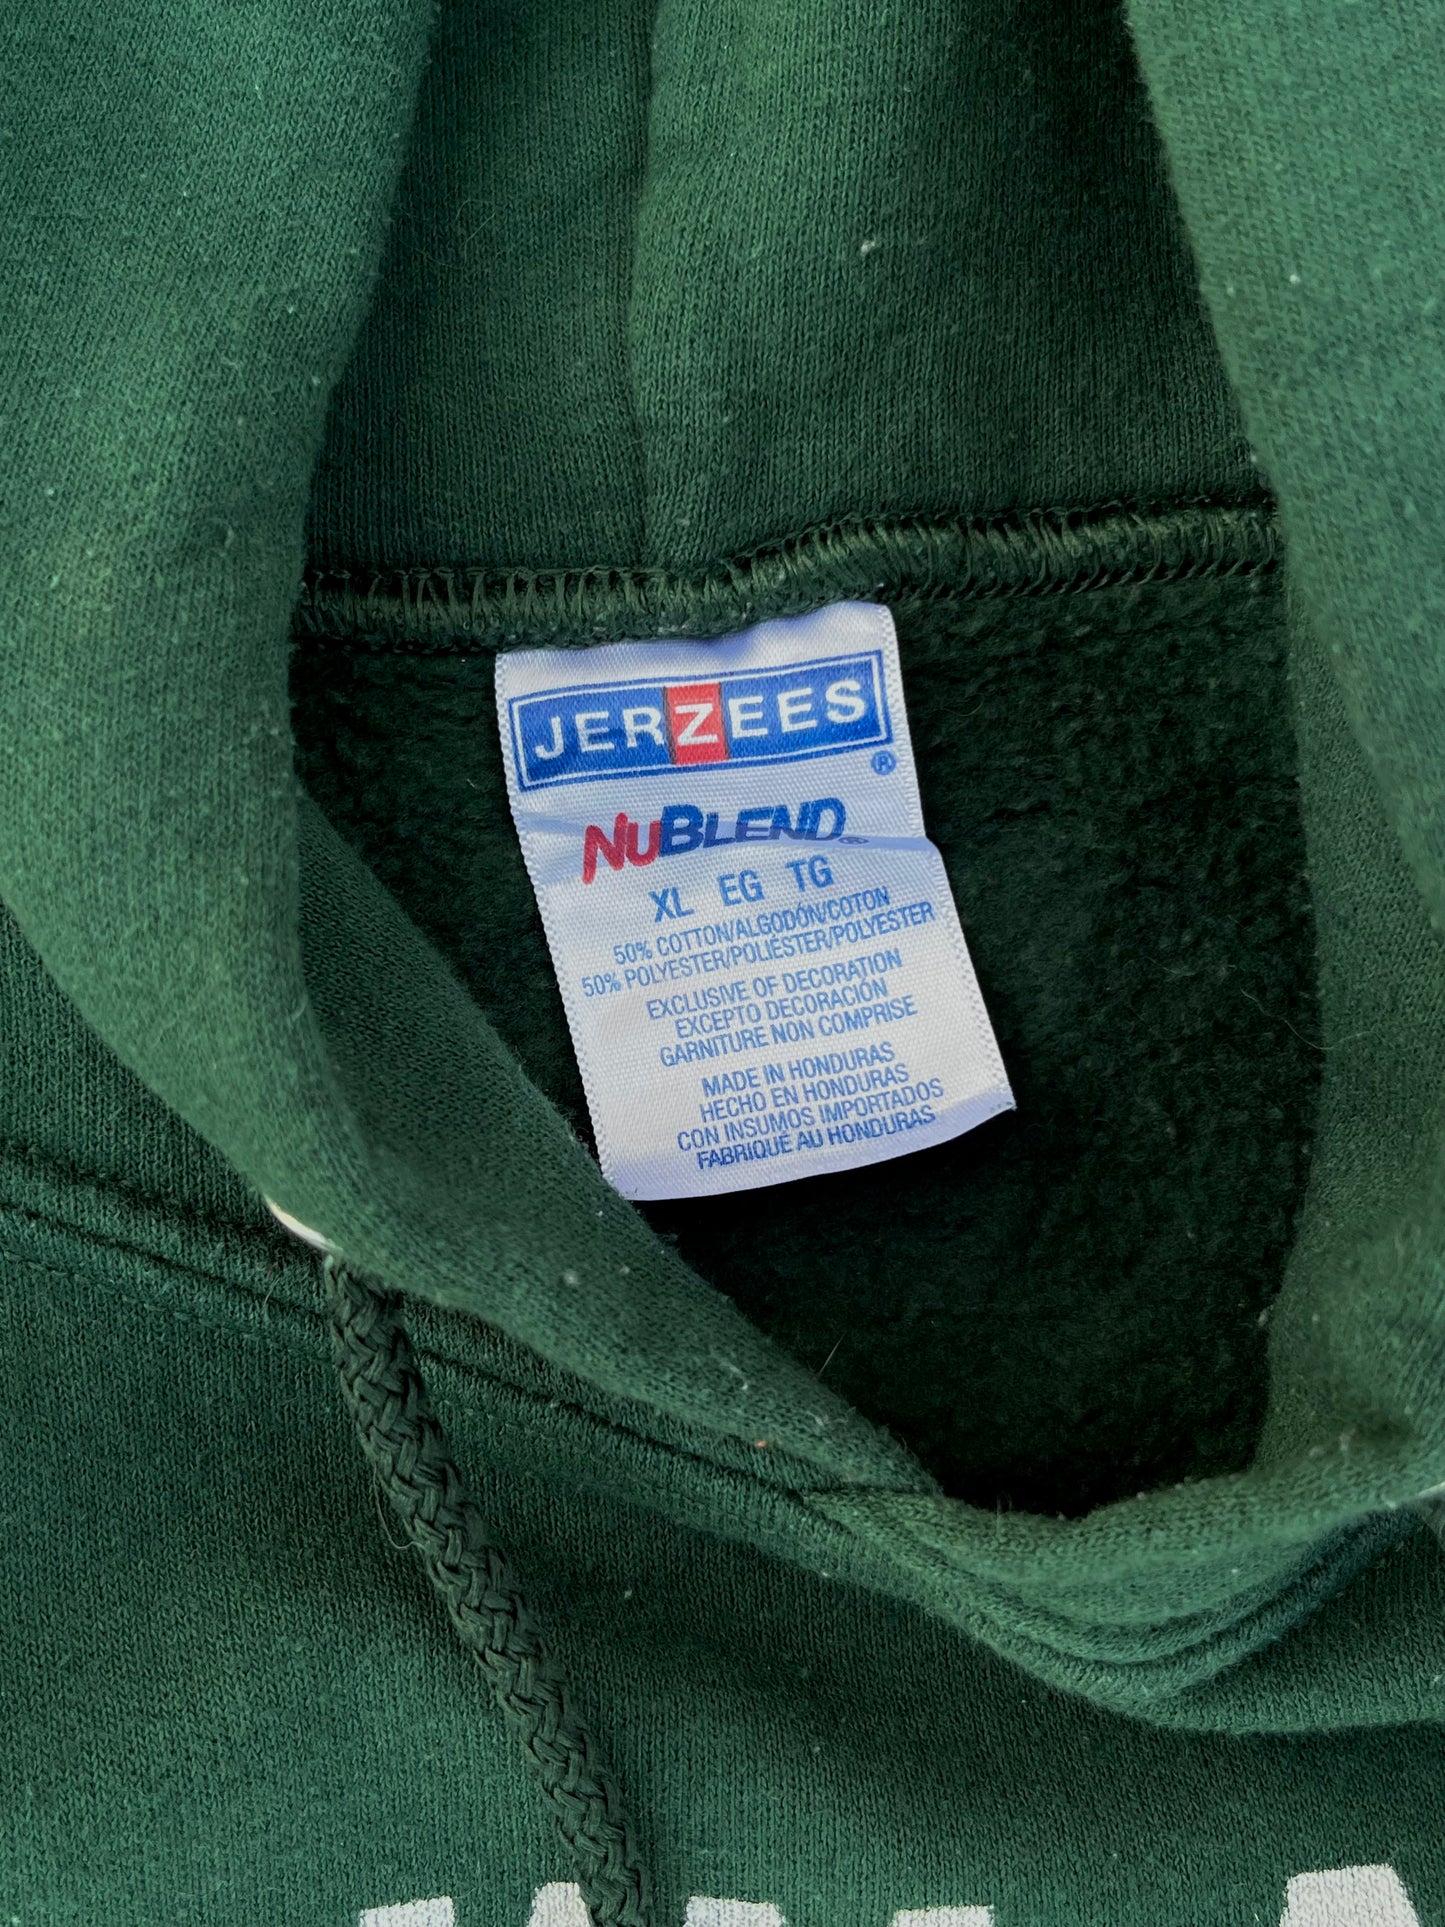 JERZEES
®
NUBLEND®
XL EG TG
50% COTTON/ALGODÓN/COTON
50% POLYESTER/POLIÉSTER/POLYESTER
EXCLUSIVE OF DECORATION
EXCEPTO DECORACIÓN
GARNITURE NON COMPRISE
MADE IN HONDURAS
HECHO EN HONDURAS
CON INSUMOS IMPORTADOS
FABRIQUÉ AU HONDURAS